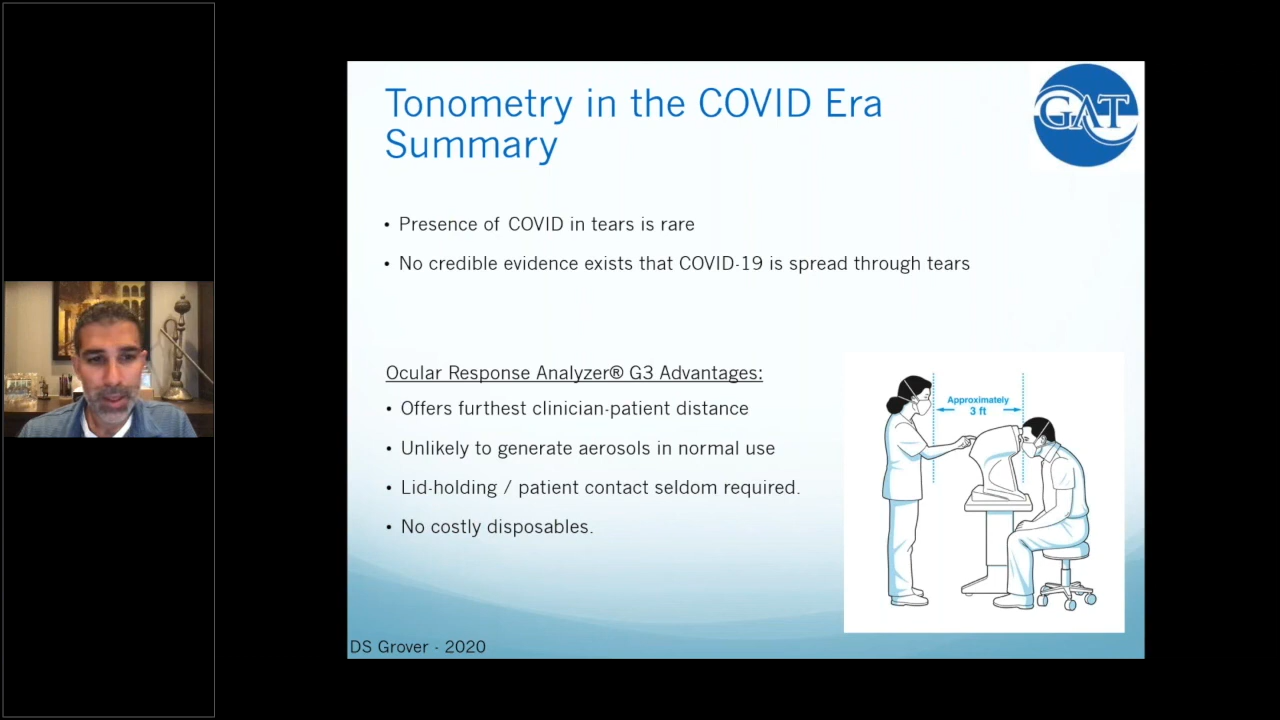 Tonometry in the COVID Era
Summary
GAT
• Presence of COVID in tears is rare
• No credible evidence exists that COVID-19 is spread through tears
Ocular Response Analyzer® G3 Advantages:
• Offers furthest clinician-patient distance
• Unlikely to generate aerosols in normal use
• Lid-holding / patient contact seldom required.
• No costly disposables.
Approximately
3 ft
DS Grover - 2020